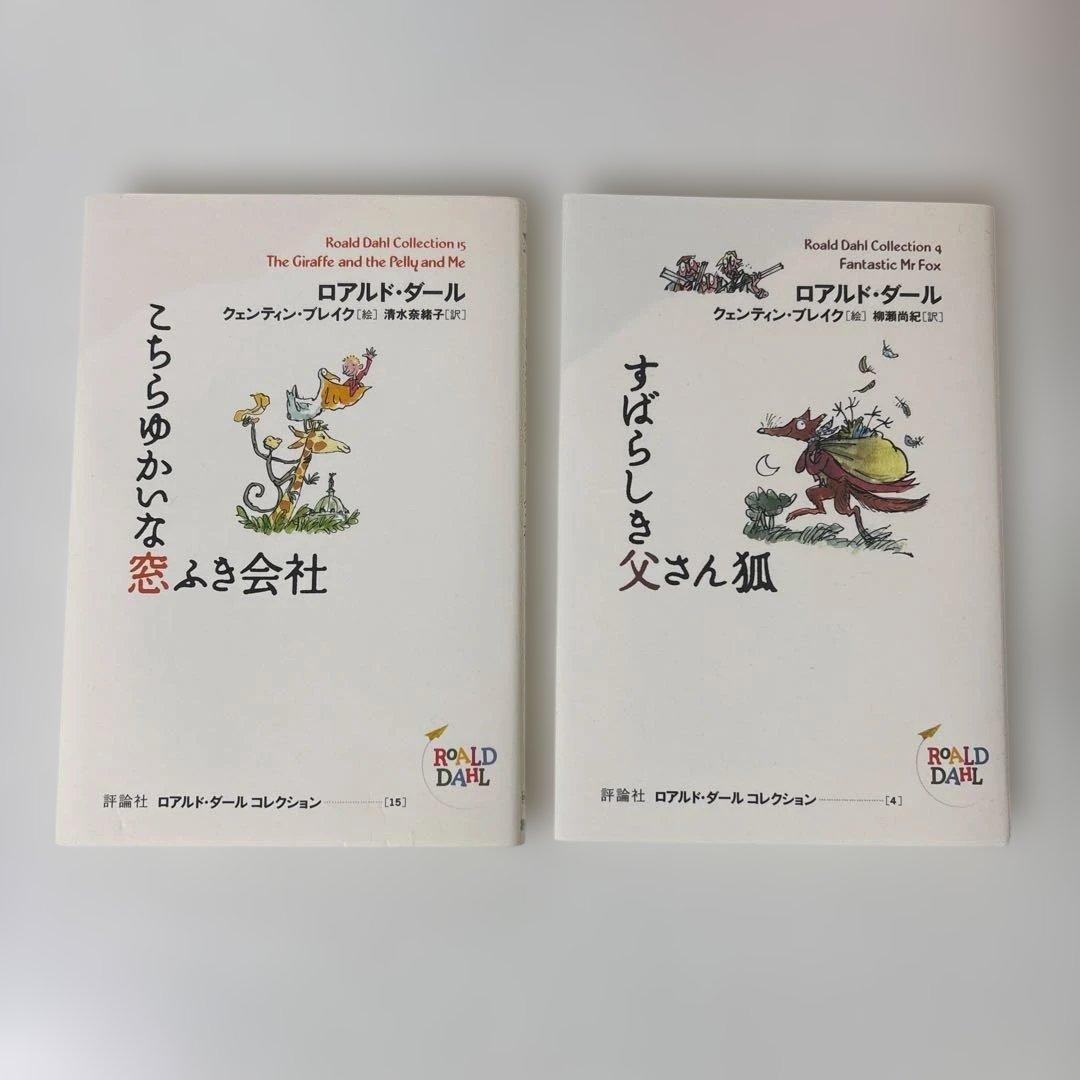 Roald Dahl Collection 15
The Giraffe and the Pelly and Me
ロアルド・ダール
クェンティン・ブレイク[絵] 清水奈緒子[訳]
こちらゆかいな
窓ふき会社
ROALD
DAHL
評論社 ロアルド・ダール コレクション…………[15]
Roald Dahl Collection 4
Fantastic Mr Fox
ロアルド・ダール
クェンティン・ブレイク[絵] 柳瀬尚紀[訳]
すばらしき
父さん狐
ROALD
DAHL
評論社 ロアルド・ダール コレクション…………[4]